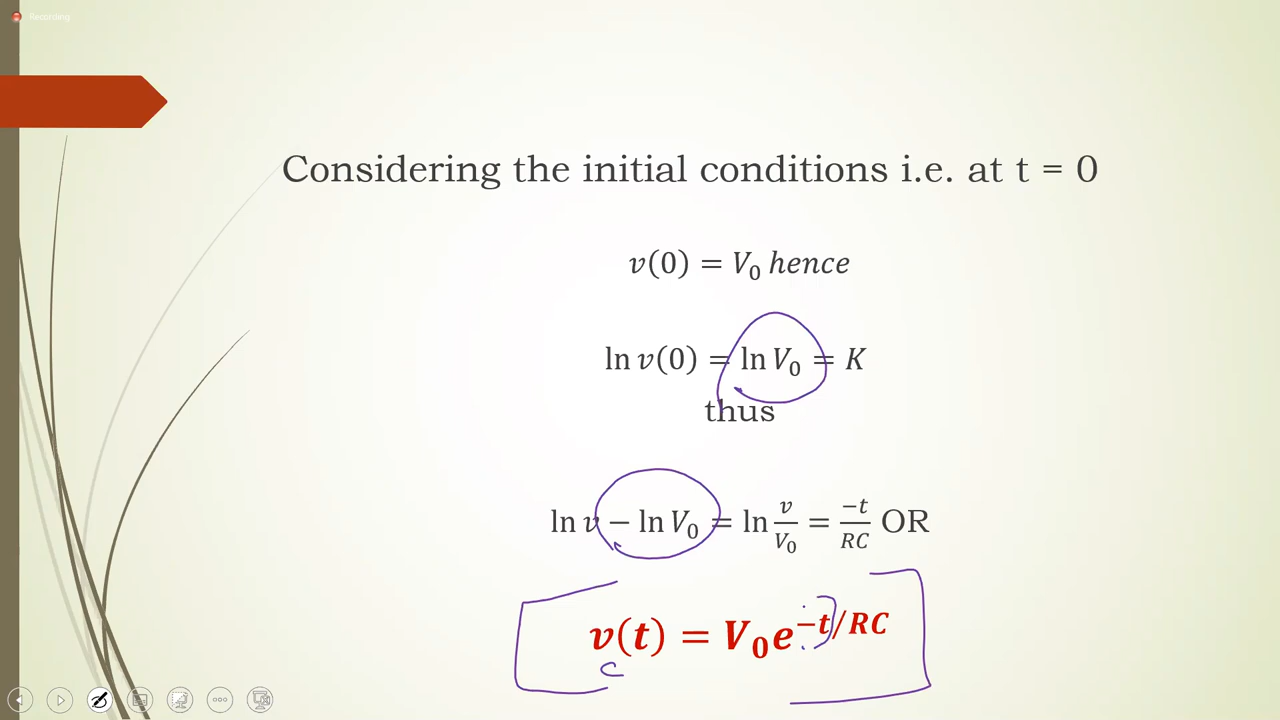 Recording
Considering the initial conditions i.e. at t = 0
v(0) = V₀ hence
ln v(0) = ln V₀ = K
thus
ln v − ln V₀ = ln v/V₀ = −t/RC OR
v(t) = V₀e^−t/RC
c